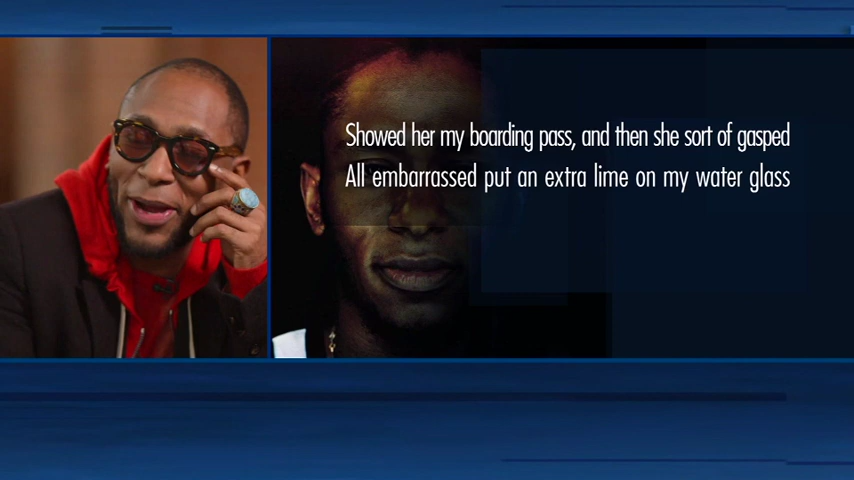 Showed her my boarding pass, and then she sort of gasped
All embarrassed put an extra lime on my water glass